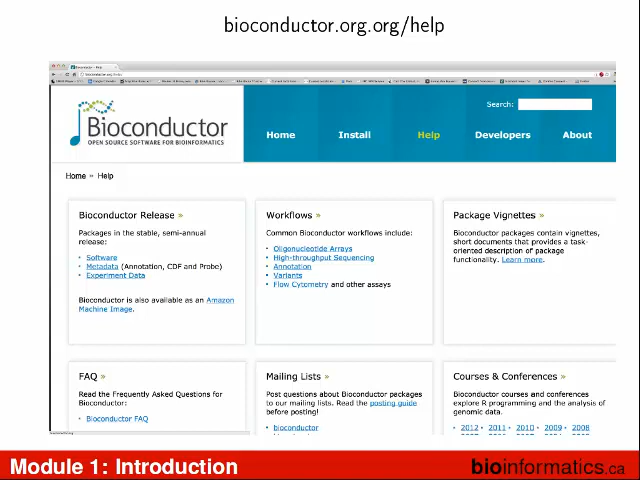 bioconductor.org.org/help
Search:
Bioconductor
OPEN SOURCE SOFTWARE FOR BIOINFORMATICS
Home Install Help Developers About
Home » Help
Bioconductor Release »
Packages in the stable, semi-annual
release:
Software
Metadata (Annotation, CDF and Probe)
Experiment Data
Bioconductor is also available as an Amazon
Machine Image.
Workflows »
Common Bioconductor workflows include:
Oligonucleotide Arrays
High-throughput Sequencing
Annotation
Variants
Flow Cytometry and other assays
Package Vignettes »
Bioconductor packages contain vignettes,
short documents that provides a task-
oriented description of package
functionality. Learn more.
FAQ »
Read the Frequently Asked Questions for
Bioconductor:
Bioconductor FAQ
Mailing Lists »
Post questions about Bioconductor packages
to our mailing lists. Read the posting guide
before posting!
bioconductor
Courses & Conferences »
Bioconductor courses and conferences
explore R programming and the analysis of
genomic data.
2012 - 2011 - 2010 - 2009 - 2008
Module 1: Introduction
bioinformatics.ca